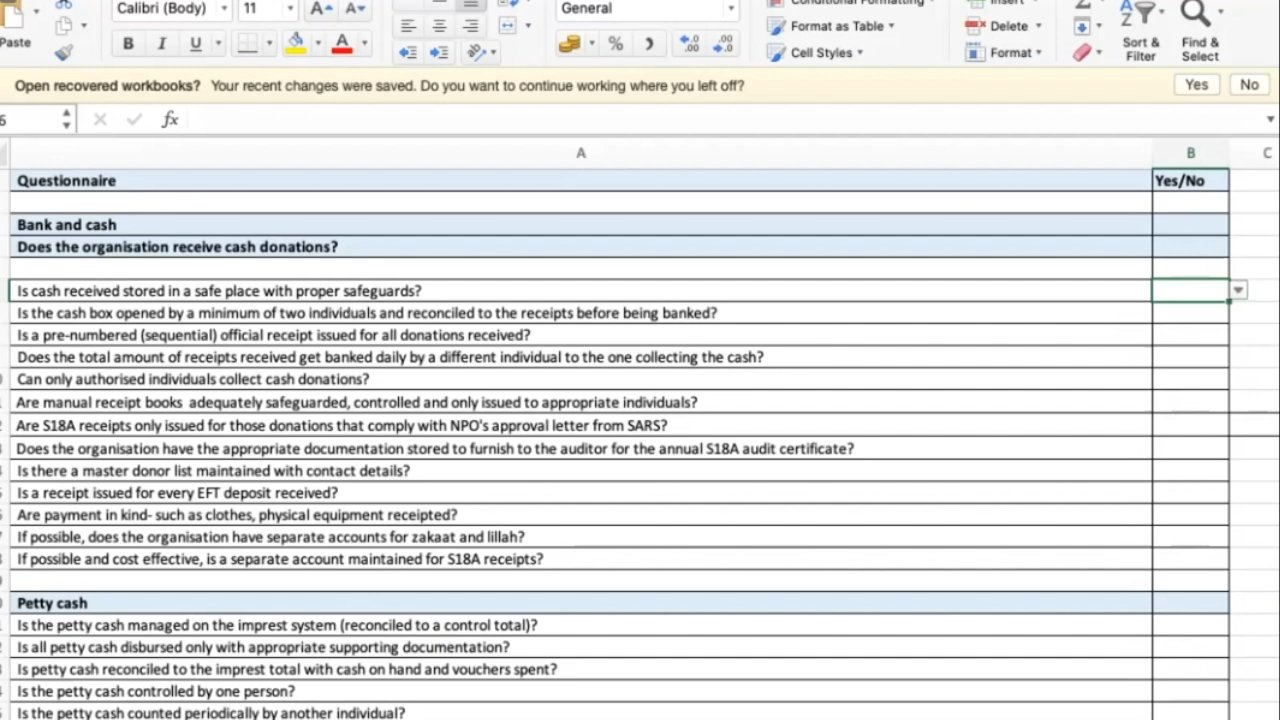 Calibri (Body) 11 A A General Conditional Formatting Insert
Paste B I U A % Format as Table Delete Sort & Find &
Cell Styles Format Filter Select
Open recovered workbooks? Your recent changes were saved. Do you want to continue working where you left off? Yes No
6 fx
A B C
Questionnaire Yes/No
Bank and cash
Does the organisation receive cash donations?
Is cash received stored in a safe place with proper safeguards?
Is the cash box opened by a minimum of two individuals and reconciled to the receipts before being banked?
Is a pre-numbered (sequential) official receipt issued for all donations received?
Does the total amount of receipts received get banked daily by a different individual to the one collecting the cash?
Can only authorised individuals collect cash donations?
Are manual receipt books adequately safeguarded, controlled and only issued to appropriate individuals?
Are S18A receipts only issued for those donations that comply with NPO's approval letter from SARS?
Does the organisation have the appropriate documentation stored to furnish to the auditor for the annual S18A audit certificate?
Is there a master donor list maintained with contact details?
Is a receipt issued for every EFT deposit received?
Are payment in kind- such as clothes, physical equipment receipted?
If possible, does the organisation have separate accounts for zakaat and lillah?
If possible and cost effective, is a separate account maintained for S18A receipts?
Petty cash
Is the petty cash managed on the imprest system (reconciled to a control total)?
Is all petty cash disbursed only with appropriate supporting documentation?
Is petty cash reconciled to the imprest total with cash on hand and vouchers spent?
Is the petty cash controlled by one person?
Is the petty cash counted periodically by another individual?